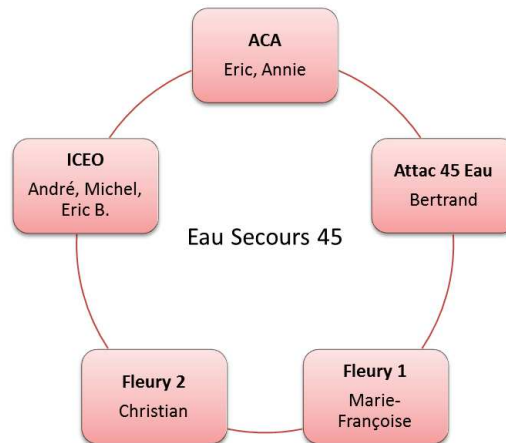 ACA
Eric, Annie
ICEO
André, Michel,
Eric B.
Attac 45 Eau
Bertrand
Eau Secours 45
Fleury 2
Christian
Fleury 1
Marie-
Françoise